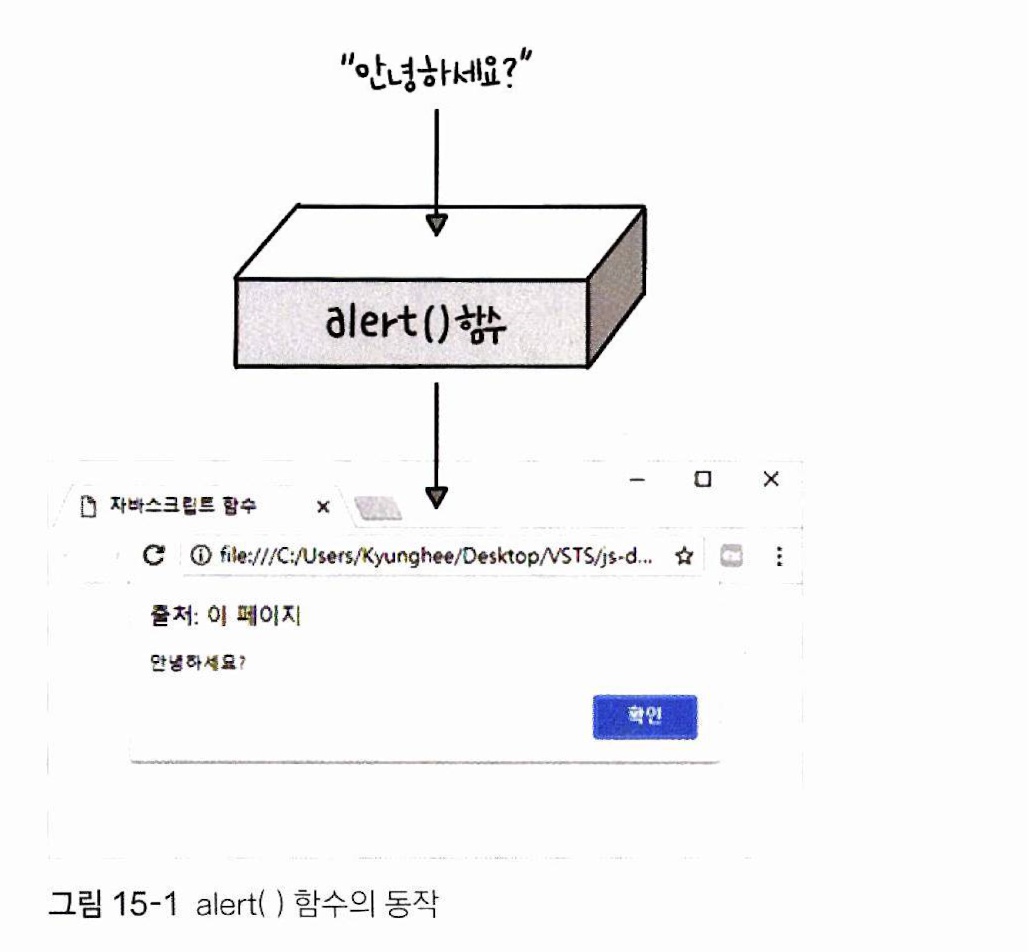 "안녕하세요?"
alert() 함수
자바스크립트 함수
file:///C:/Users/Kyunghee/Desktop/VSTS/js-d...
출처: 이 페이지
안녕하세요?
확인
그림 15-1 alert( ) 함수의 동작